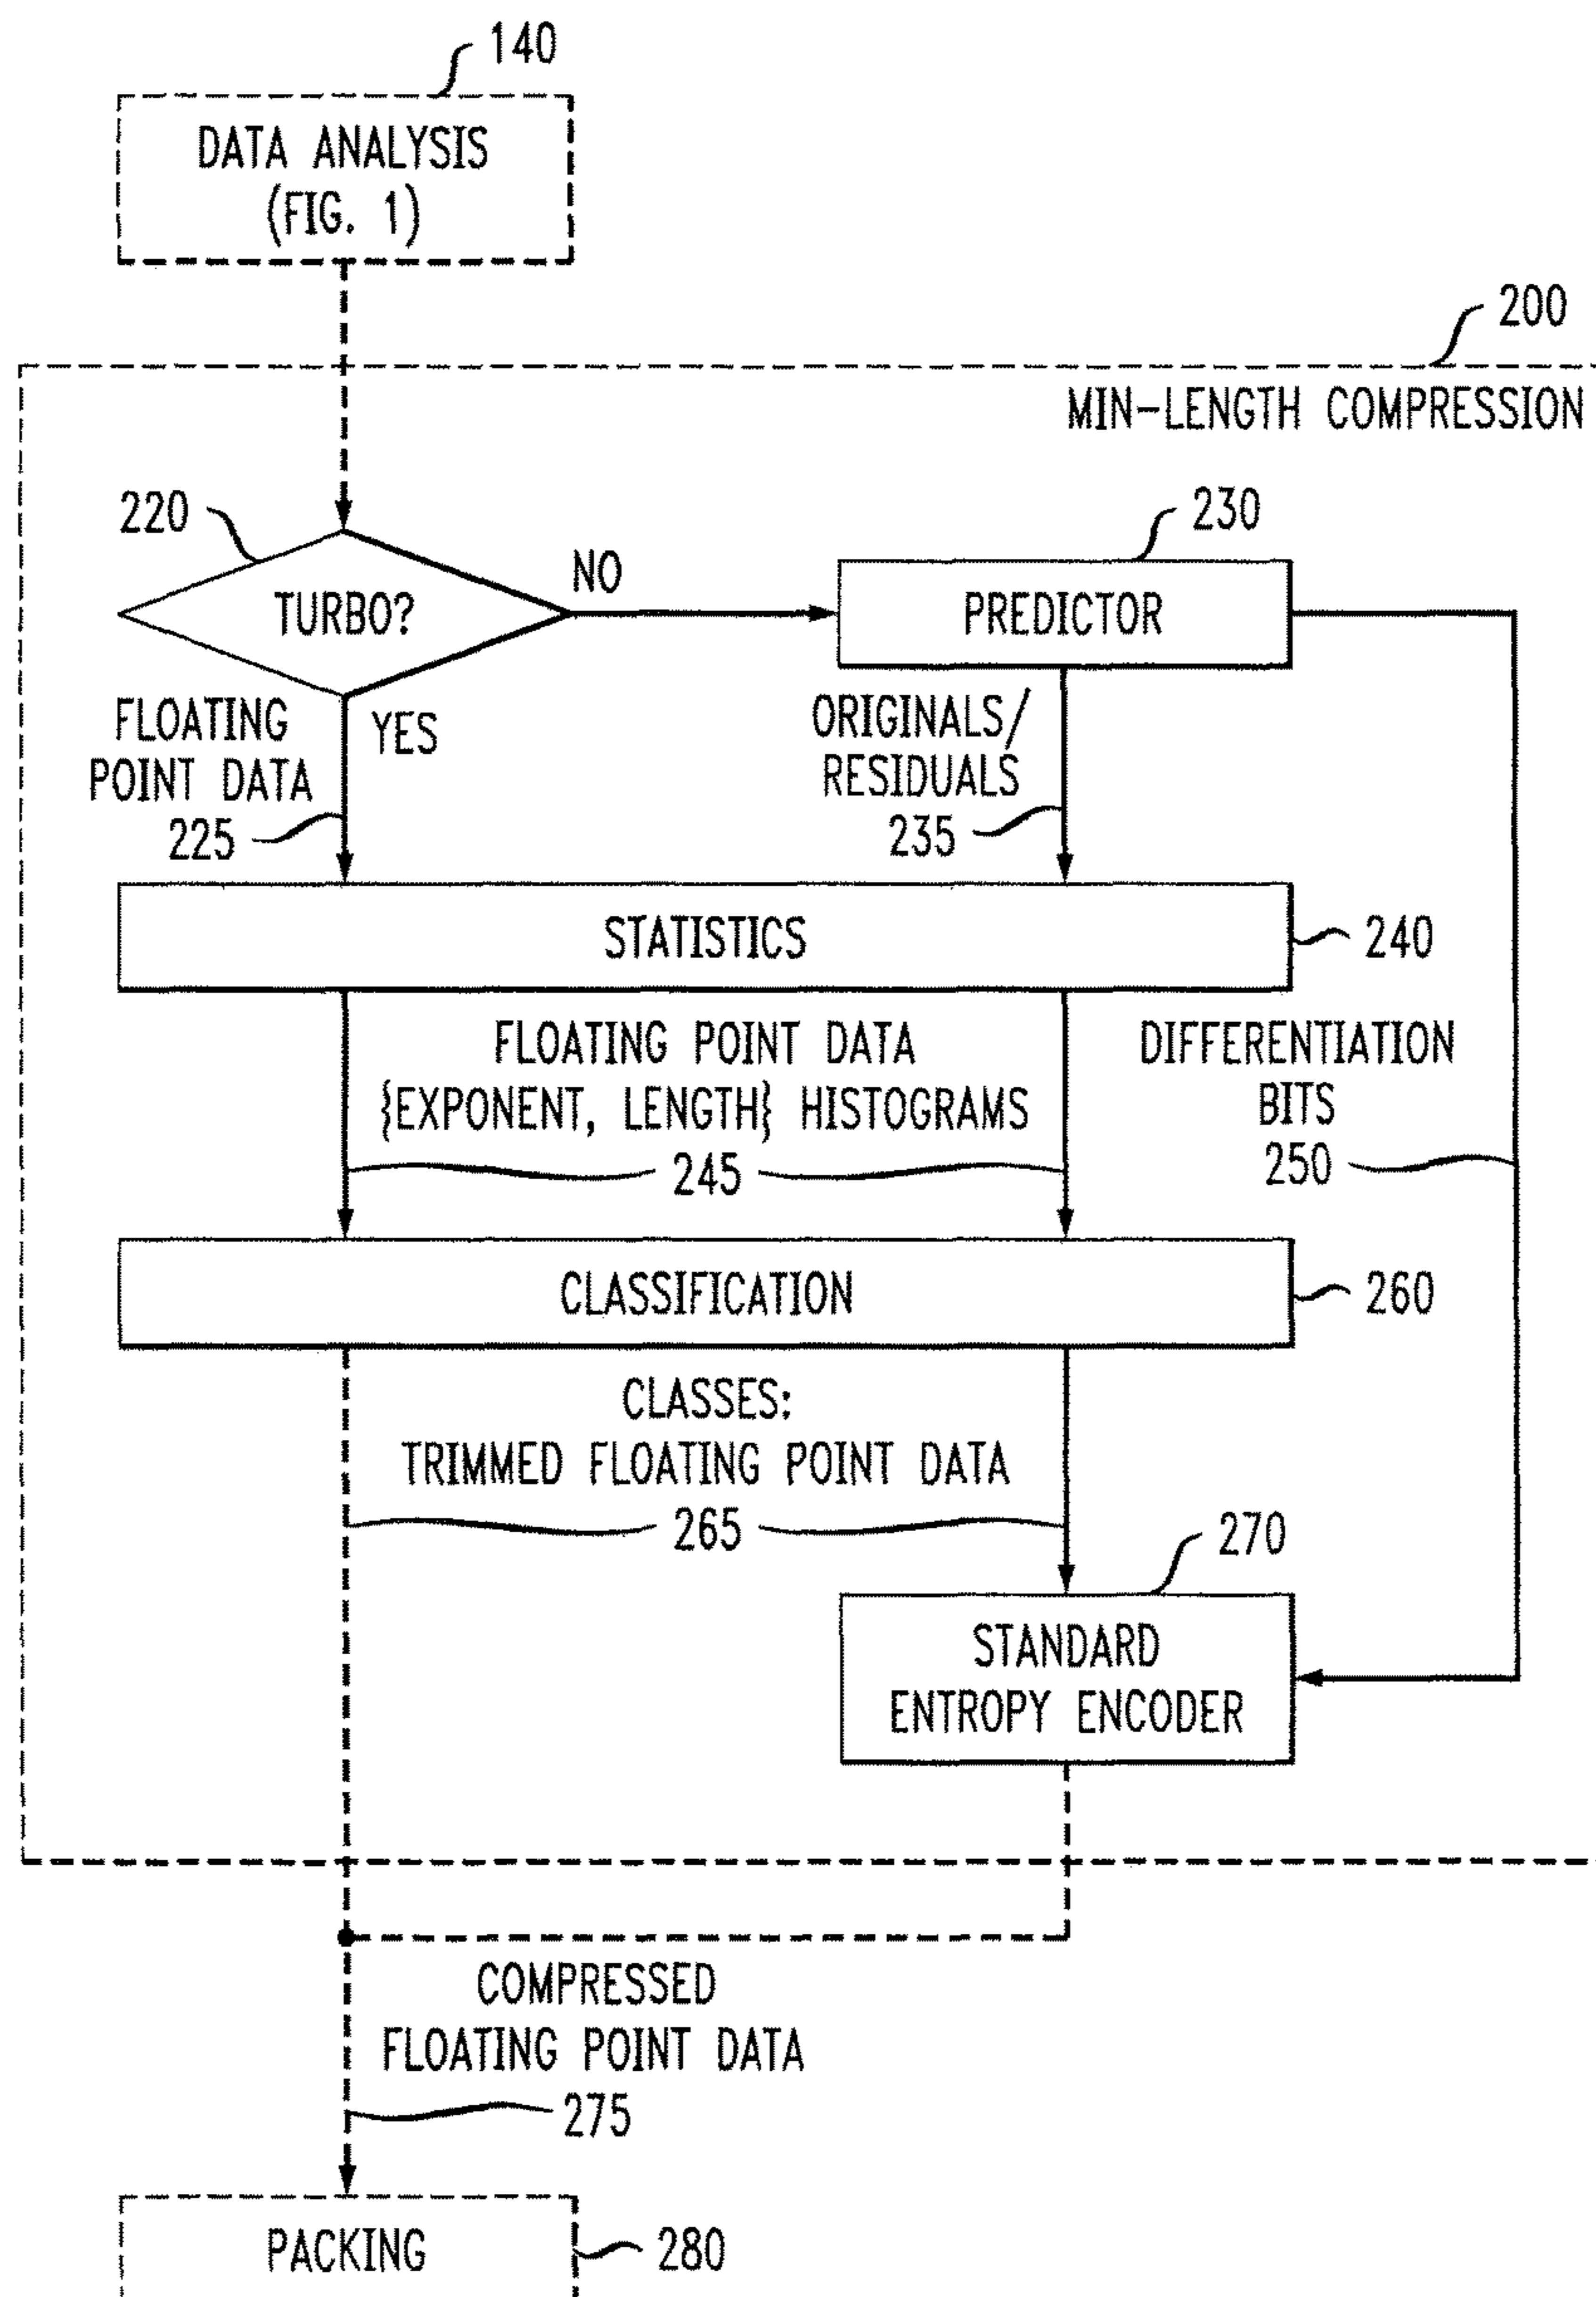 140
DATA ANALYSIS
(FIG. 1)
200
MIN-LENGTH COMPRESSION
220
TURBO?
NO
230
PREDICTOR
FLOATING
POINT DATA
225
YES
ORIGINALS/
RESIDUALS
235
STATISTICS
240
FLOATING POINT DATA
{EXPONENT, LENGTH} HISTOGRAMS
245
DIFFERENTIATION
BITS
250
CLASSIFICATION
260
CLASSES:
TRIMMED FLOATING POINT DATA
265
270
STANDARD
ENTROPY ENCODER
COMPRESSED
FLOATING POINT DATA
275
PACKING
280